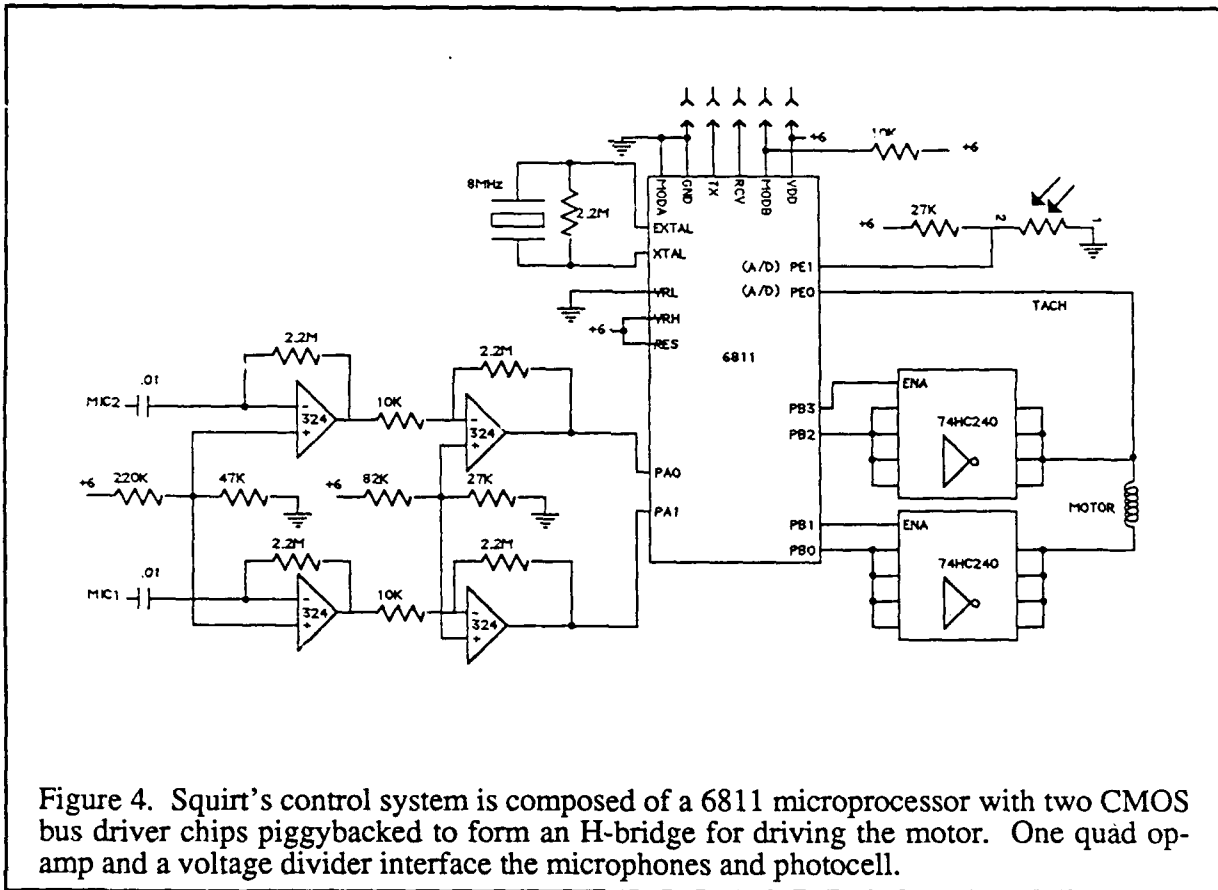 +6
10K
+6
8MHz
2.2M
MODA
GND
TX
RCV
MODB
VDD
27K
+6
2
1
EXTAL
XTAL
(A/D) PE1
VRL
(A/D) PE0
TACH
VRH
+6
RES
6811
2.2M
2.2M
.01
MIC2
-
324
+
10K
-
324
+
PB3
ENA
74HC240
PB2
PA0
+6
220K
47K
+6
82K
27K
PA1
MOTOR
PB1
ENA
PB0
74HC240
2.2M
2.2M
.01
MIC1
-
324
+
10K
-
324
+
Figure 4. Squirt's control system is composed of a 6811 microprocessor with two CMOS
bus driver chips piggybacked to form an H-bridge for driving the motor. One quad op-
amp and a voltage divider interface the microphones and photocell.